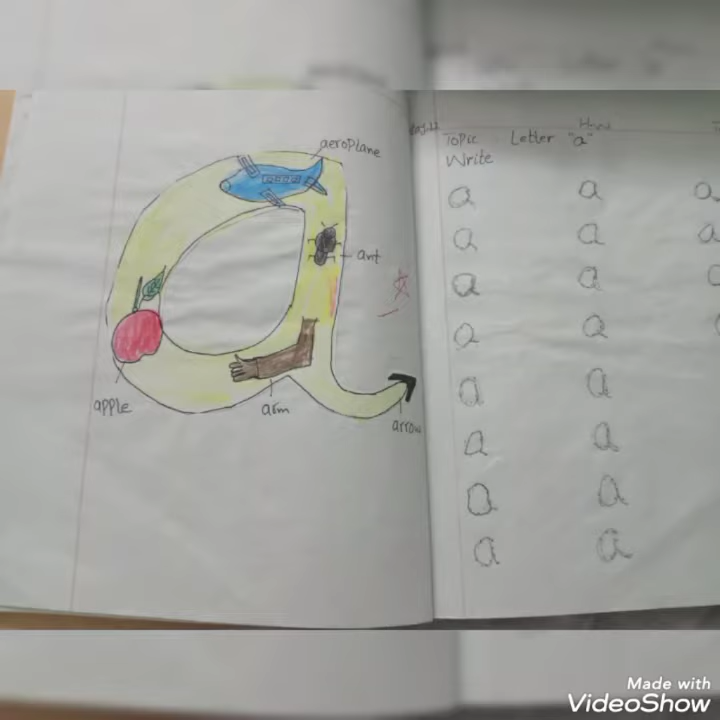 aeroplane
ant
apple
arm
arrow
Topic Letter "a"
Write
a a a
a a a
a a
a a
a a
a a
a a
a a
Made with
VideoShow